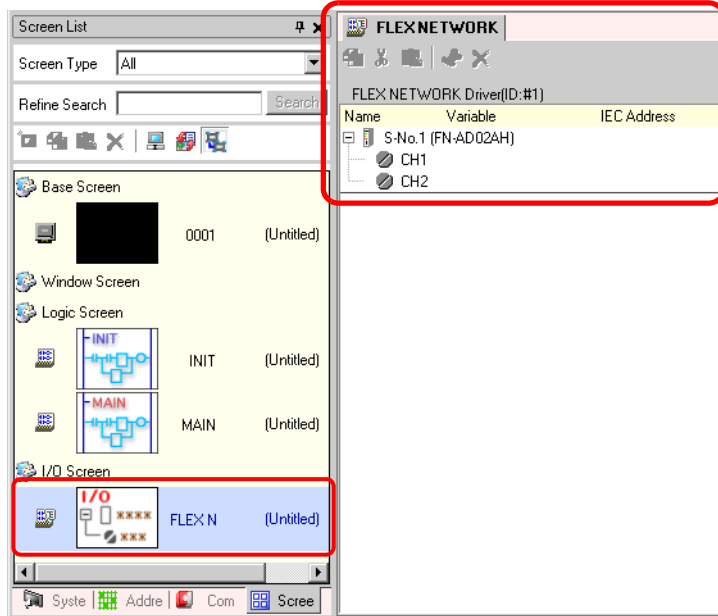 Screen List
Screen Type All
Refine Search Search
Base Screen
0001 (Untitled)
Window Screen
Logic Screen
INIT
INIT (Untitled)
MAIN
MAIN (Untitled)
I/O Screen
I/O
****
***
FLEX N (Untitled)
Syste Addre Com Scree
FLEXNETWORK
FLEX NETWORK Driver(ID:#1)
Name Variable IEC Address
S-No.1 (FN-AD02AH)
CH1
CH2